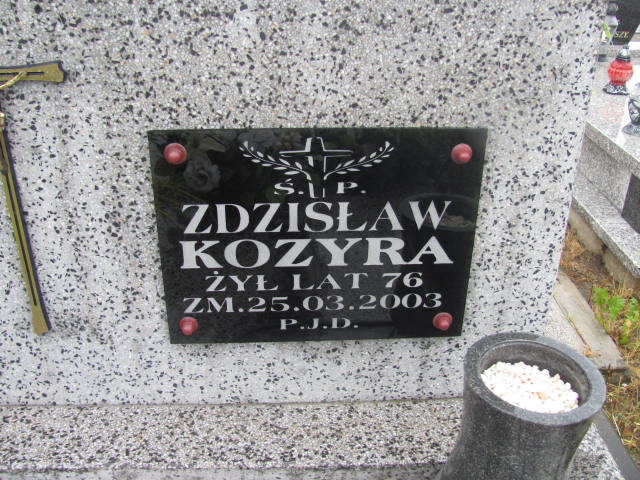 Ś. P.
ZDZISŁAW
KOZYRA
ŻYŁ LAT 76
ZM.25.03.2003
P.J.D.